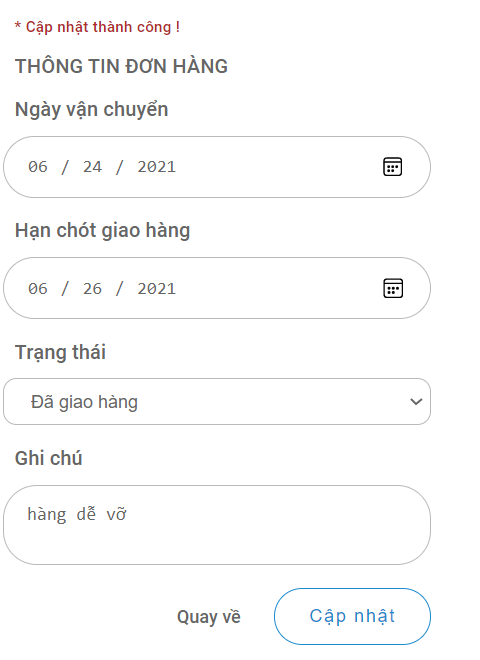 * Cập nhật thành công !
THÔNG TIN ĐƠN HÀNG
Ngày vận chuyển
06 / 24 / 2021
Hạn chót giao hàng
06 / 26 / 2021
Trạng thái
Đã giao hàng
Ghi chú
hàng dễ vỡ
Quay về Cập nhật